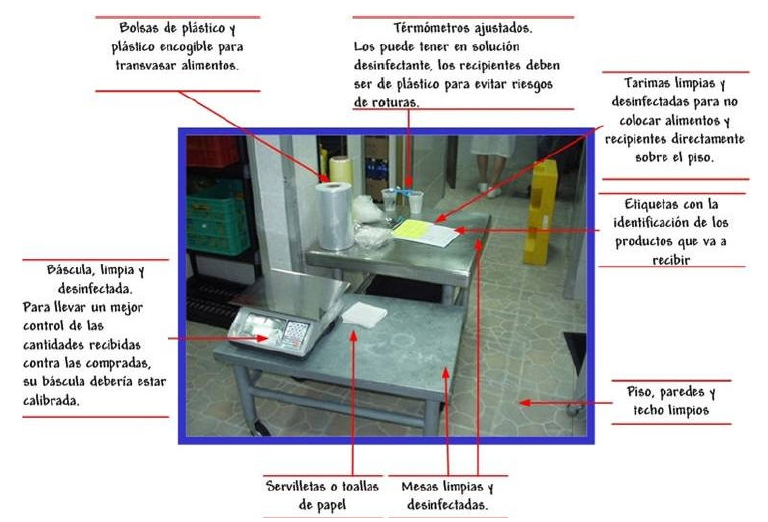 Bolsas de plástico y
plástico encogible para
transvasar alimentos.
Térmómetros ajustados.
Los puede tener en solución
desinfectante, los recipientes deben
ser de plástico para evitar riesgos
de roturas.
Tarimas limpias y
desinfectadas para no
colocar alimentos y
recipientes directamente
sobre el piso.
Etiquetas con la
identificación de los
productos que va a
recibir
Báscula, limpia y
desinfectada.
Para llevar un mejor
control de las
cantidades recibidas
contra las compradas,
su báscula debería estar
calibrada.
Piso, paredes y
techo limpios
Servilletas o toallas
de papel
Mesas limpias y
desinfectadas.